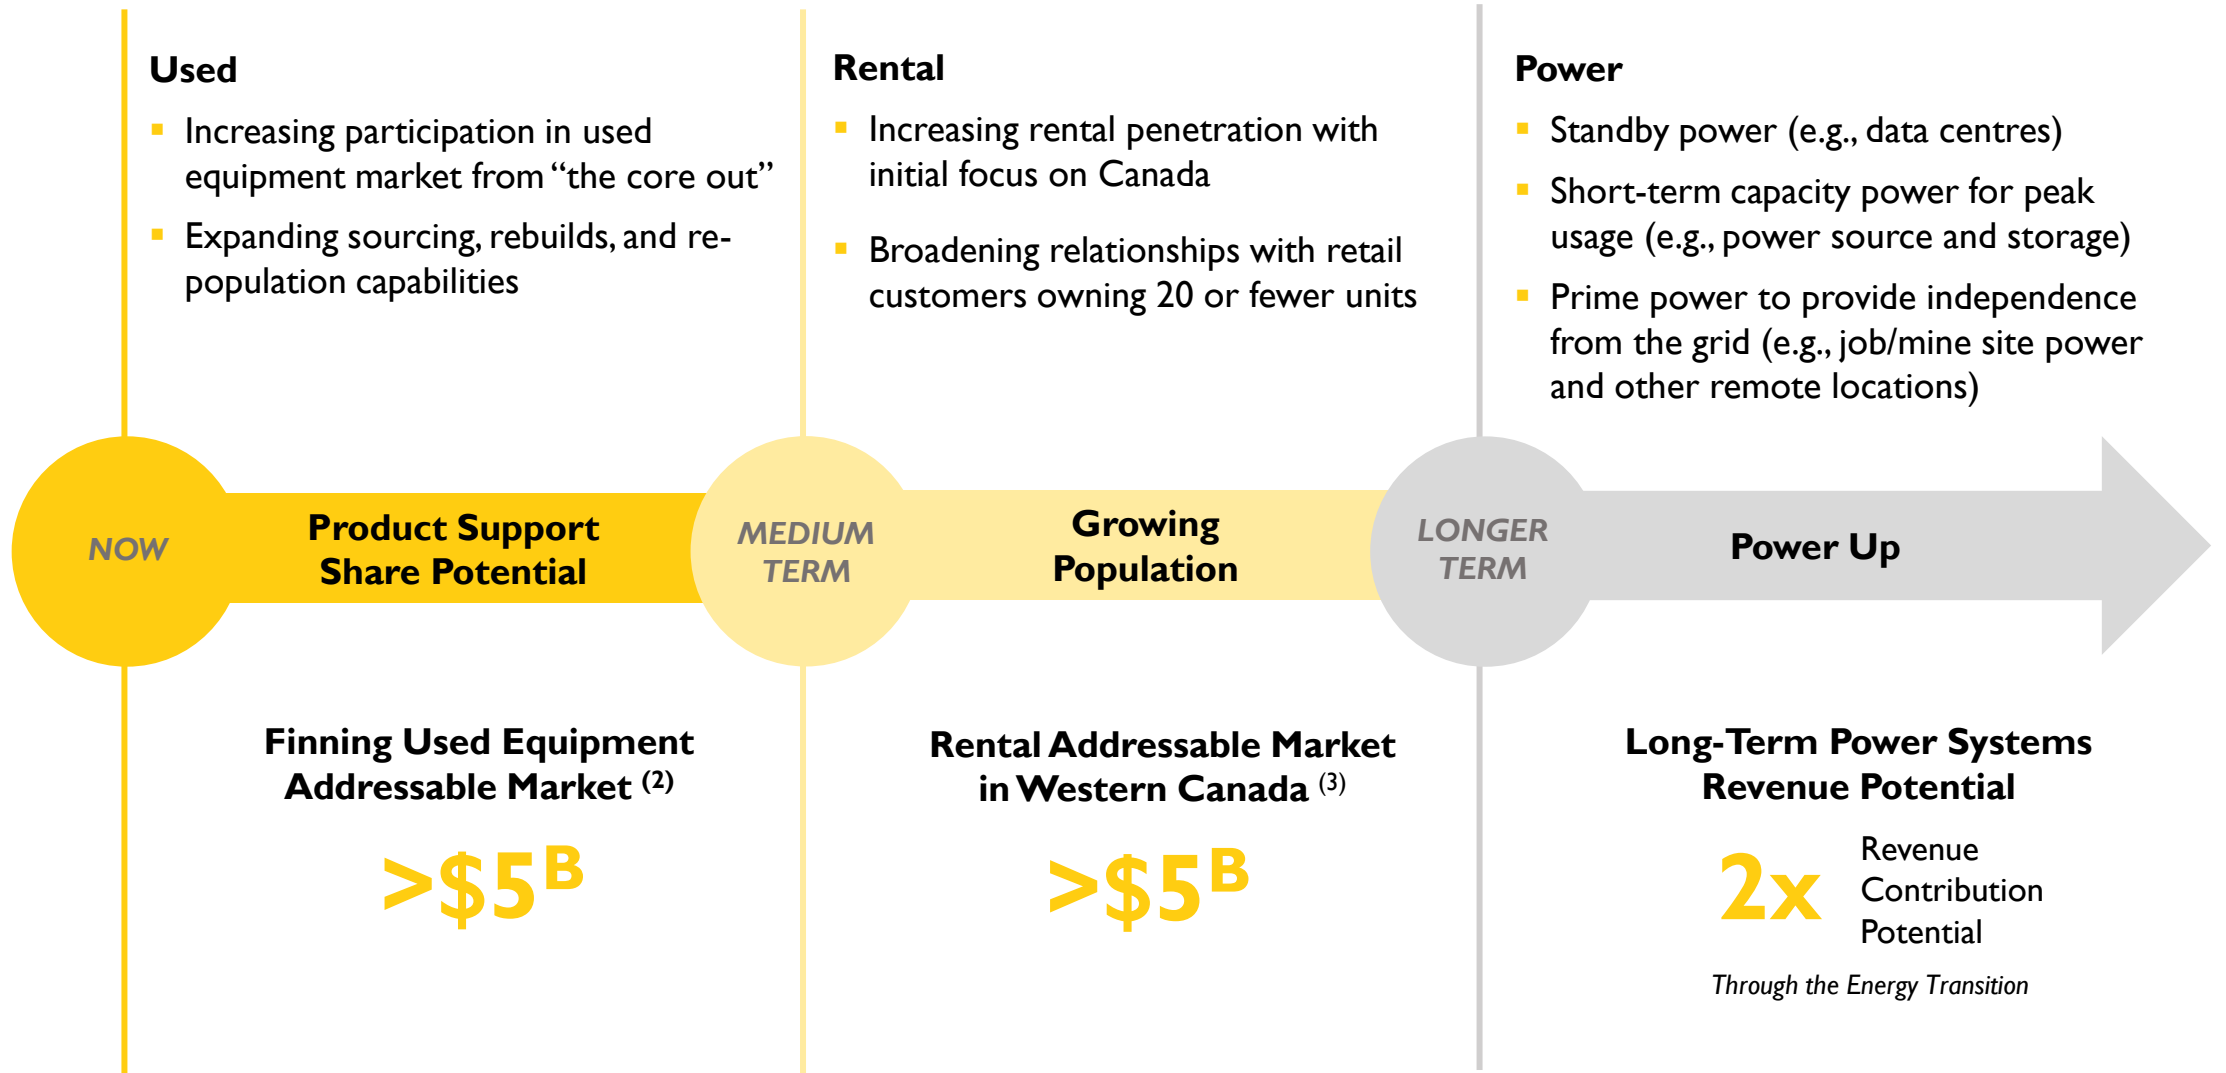 Used
▪ Increasing participation in used
equipment market from “the core out”
▪ Expanding sourcing, rebuilds, and re-
population capabilities
Rental
▪ Increasing rental penetration with
initial focus on Canada
▪ Broadening relationships with retail
customers owning 20 or fewer units
Power
▪ Standby power (e.g., data centres)
▪ Short-term capacity power for peak
usage (e.g., power source and storage)
▪ Prime power to provide independence
from the grid (e.g., job/mine site power
and other remote locations)
NOW
Product Support
Share Potential
MEDIUM
TERM
Growing
Population
LONGER
TERM
Power Up
Finning Used Equipment
Addressable Market (2)
>$5B
Rental Addressable Market
in Western Canada (3)
>$5B
Long-Term Power Systems
Revenue Potential
2x
Revenue
Contribution
Potential
Through the Energy Transition